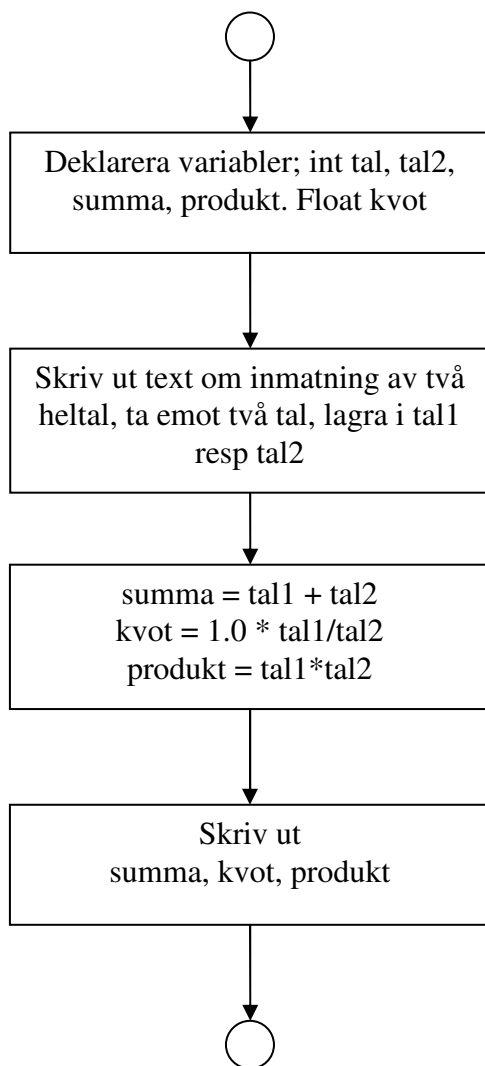 Deklarera variabler; int tal, tal2,
summa, produkt. Float kvot
Skriv ut text om inmatning av två
heltal, ta emot två tal, lagra i tal1
resp tal2
summa = tal1 + tal2
kvot = 1.0 * tal1/tal2
produkt = tal1*tal2
Skriv ut
summa, kvot, produkt